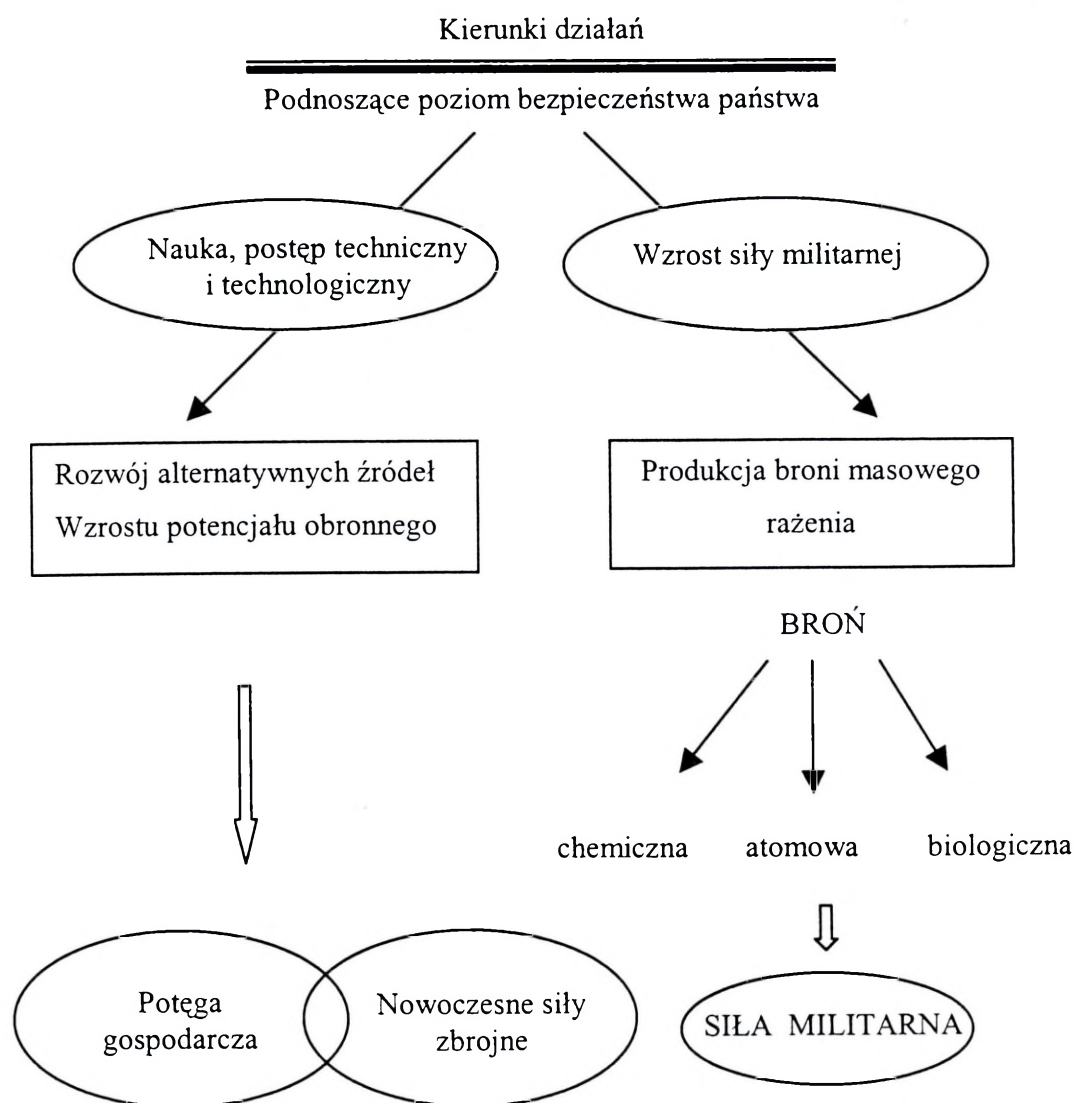 Kierunki działań
Podnoszące poziom bezpieczeństwa państwa
Nauka, postęp techniczny
i technologiczny
Wzrost siły militarnej
Rozwój alternatywnych źródeł
Wzrostu potencjału obronnego
Produkcja broni masowego
rażenia
BROŃ
chemiczna
atomowa
biologiczna
Potęga
gospodarcza
Nowoczesne siły
zbrojne
SIŁA MILITARNA